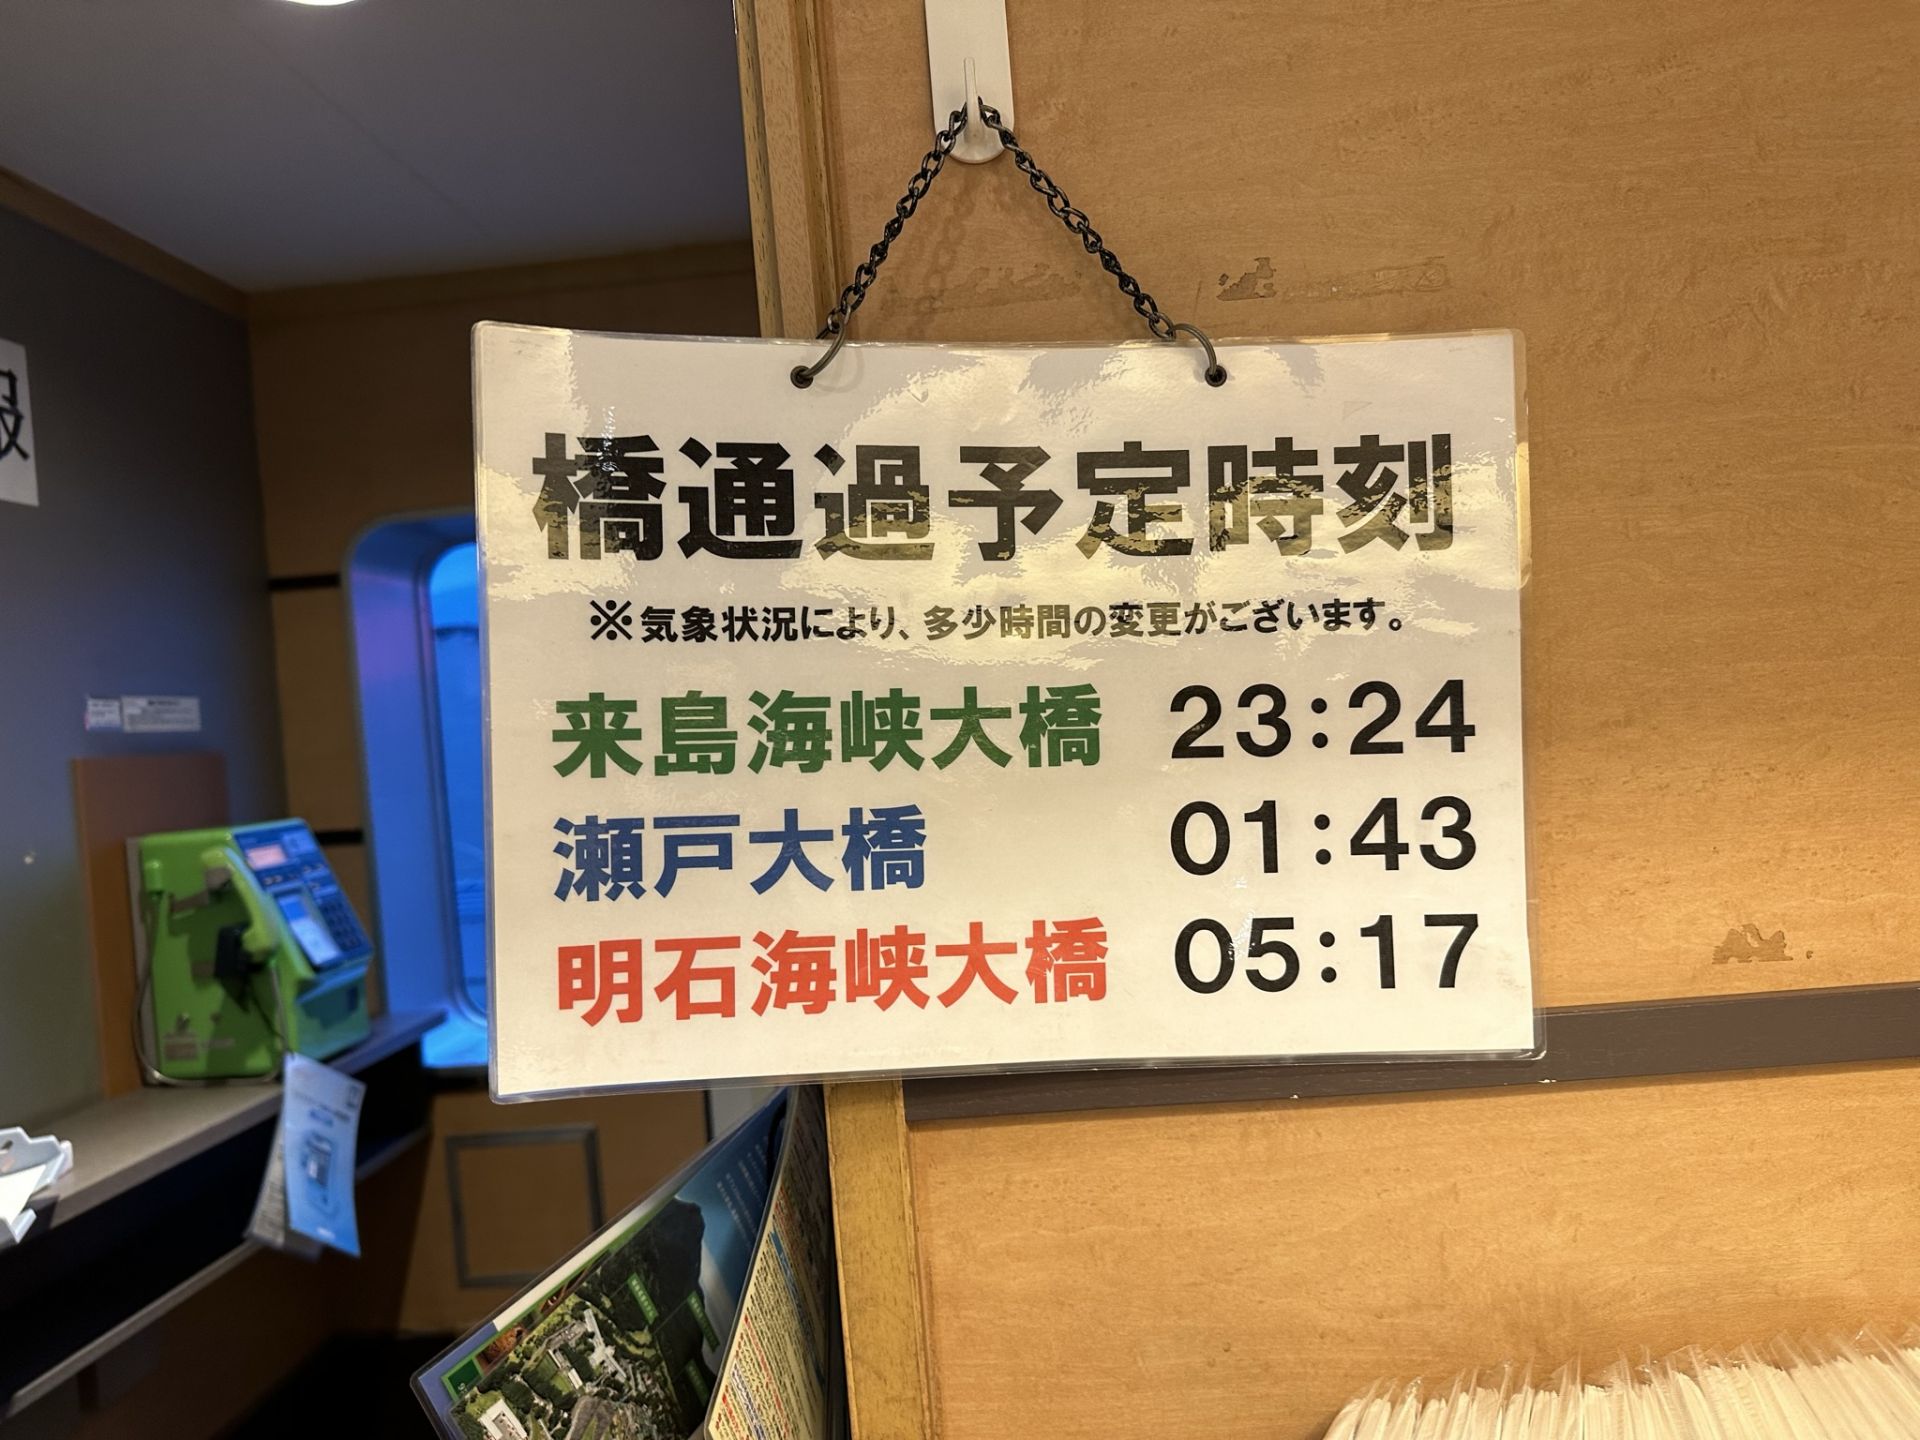 橋通過予定時刻
※気象状況により、多少時間の変更がございます。
来島海峡大橋 23:24
瀬戸大橋 01:43
明石海峡大橋 05:17